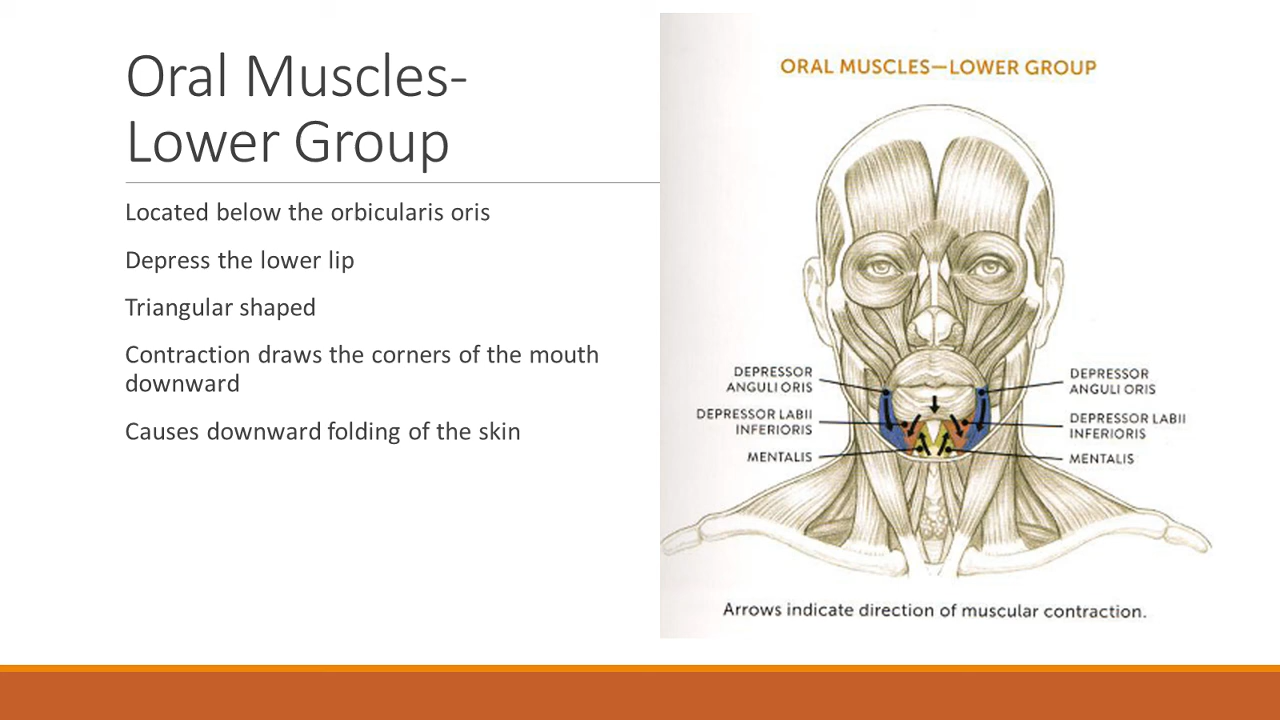 Oral Muscles-
Lower Group
Located below the orbicularis oris
Depress the lower lip
Triangular shaped
Contraction draws the corners of the mouth
downward
Causes downward folding of the skin
ORAL MUSCLES—LOWER GROUP
DEPRESSOR
ANGULI ORIS
DEPRESSOR LABII
INFERIORIS
MENTALIS
DEPRESSOR
ANGULI ORIS
DEPRESSOR LABII
INFERIORIS
MENTALIS
Arrows indicate direction of muscular contraction.